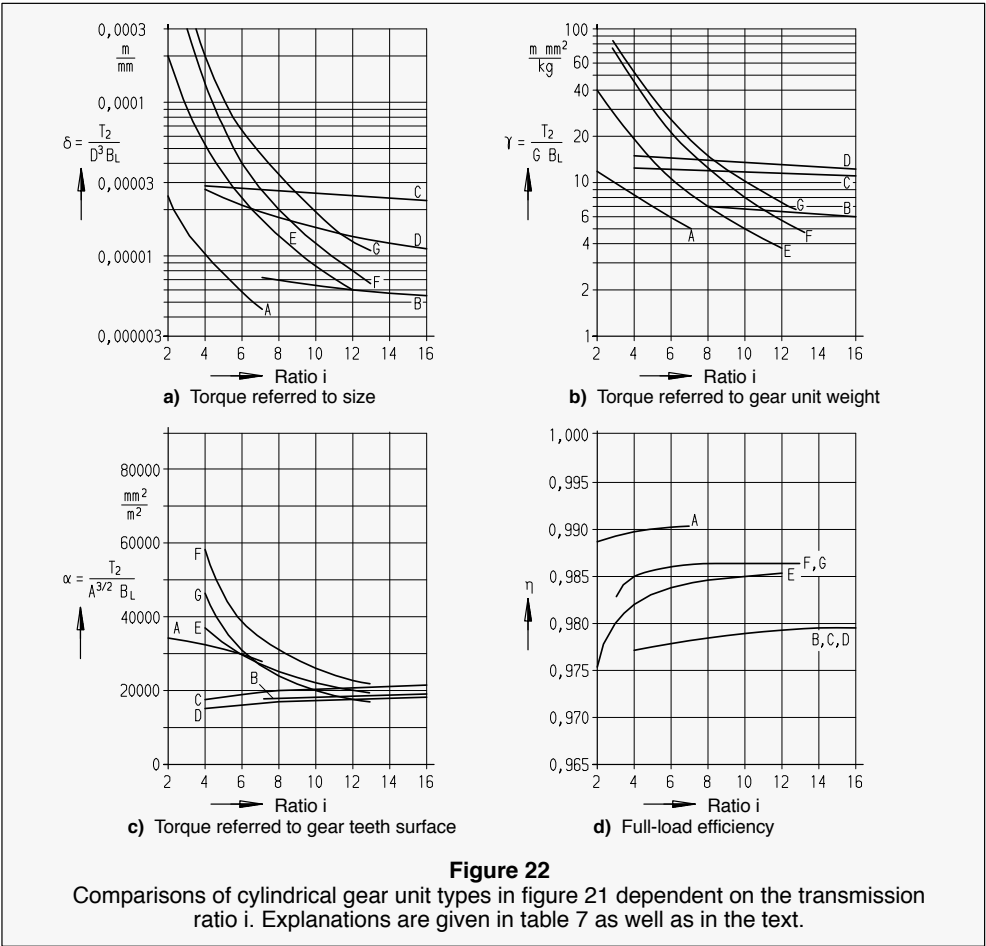 0,0003
m
mm
0,0001
δ = T₂ / D³ B_L
0,00003
0,00001
0,000003
C
D
E
G
F
A
B
2 4 6 8 10 12 14 16
Ratio i
a) Torque referred to size
100
m mm²
kg
60
40
20
γ = T₂ / G B_L
10
6
4
2
1
D
C
G
B
A
F
E
2 4 6 8 10 12 14 16
Ratio i
b) Torque referred to gear unit weight
80000
mm²
m²
60000
α = T₂ / A^3/2 B_L
40000
20000
0
F
G
A
E
B
C
D
2 4 6 8 10 12 14 16
Ratio i
c) Torque referred to gear teeth surface
1,000
0,995
0,990
0,985
η
0,980
0,975
0,970
0,965
A
F,G
E
B,C,D
2 4 6 8 10 12 14 16
Ratio i
d) Full-load efficiency
Figure 22
Comparisons of cylindrical gear unit types in figure 21 dependent on the transmission
ratio i. Explanations are given in table 7 as well as in the text.